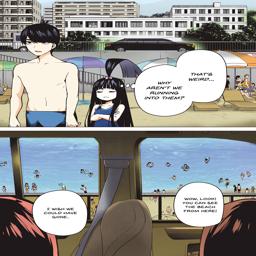 THAT'S
WEIRD...
WHY
AREN'T WE
RUNNING
INTO THEM?
I WISH WE
COULD HAVE
GONE.
WOW, LOOK!
YOU CAN SEE
THE BEACH
FROM HERE!